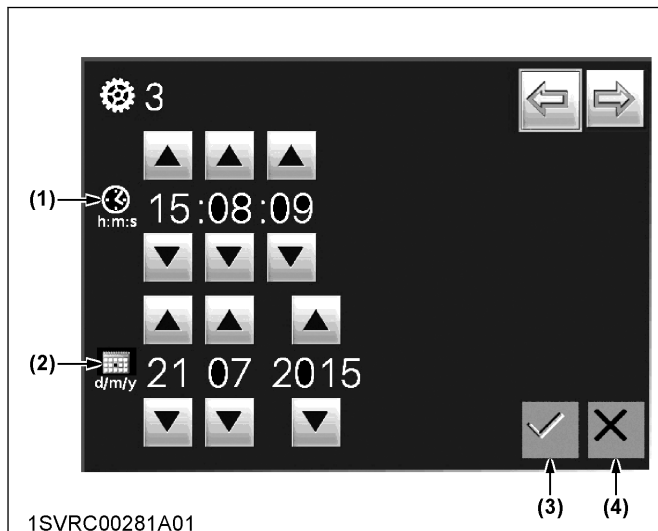 3
(1)
15:08:09
h:m:s
(2)
21 07 2015
d/m/y
(3) (4)
1SVRC00281A01